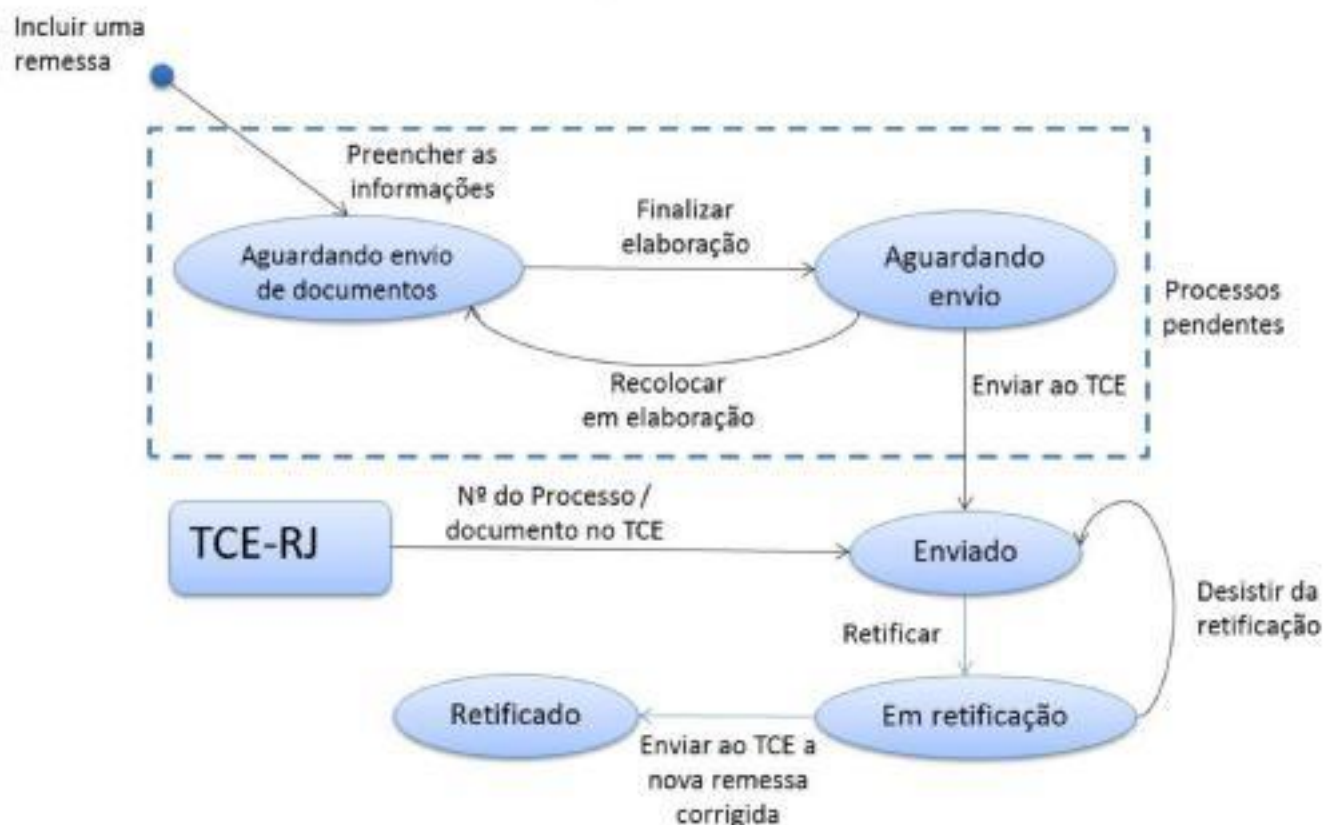 Incluir uma
remessa
Preencher as
informações
Finalizar
elaboração
Aguardando envio
de documentos
Aguardando
envio
Processos
pendentes
Recolocar
em elaboração
Enviar ao TCE
Nº do Processo /
documento no TCE
TCE-RJ
Enviado
Desistir da
retificação
Retificar
Retificado
Em retificação
Enviar ao TCE a
nova remessa
corrigida